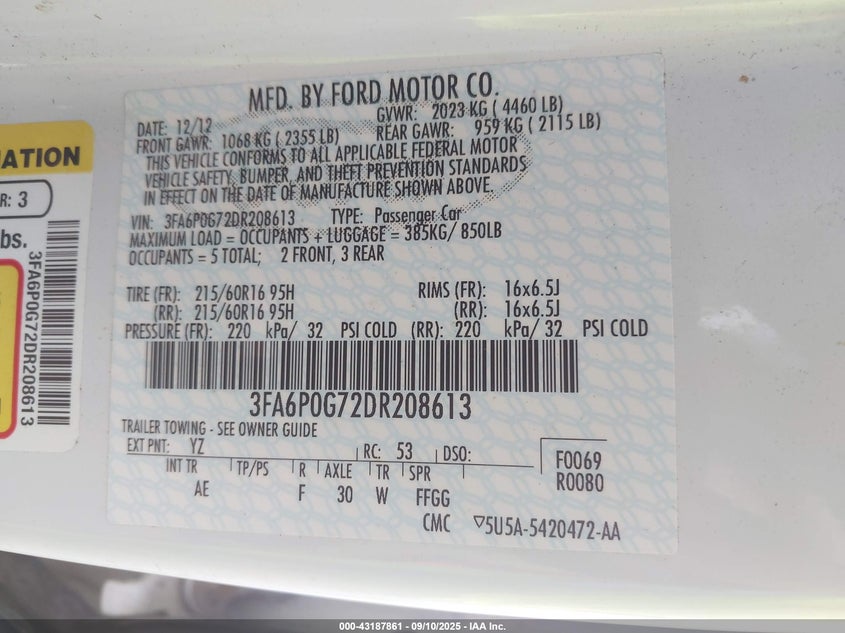 MFD. BY FORD MOTOR CO.
DATE: 12/12 GVWR: 2023 KG ( 4460 LB)
FRONT GAWR: 1068 KG ( 2355 LB) REAR GAWR: 959 KG ( 2115 LB)
THIS VEHICLE CONFORMS TO ALL APPLICABLE FEDERAL MOTOR
VEHICLE SAFETY, BUMPER, AND THEFT PREVENTION STANDARDS
IN EFFECT ON THE DATE OF MANUFACTURE SHOWN ABOVE.
VIN: 3FA6P0G72DR208613 TYPE: Passenger Car
MAXIMUM LOAD = OCCUPANTS + LUGGAGE = 385KG/ 850LB
OCCUPANTS = 5 TOTAL; 2 FRONT, 3 REAR
TIRE (FR): 215/60R16 95H RIMS (FR): 16x6.5J
(RR): 215/60R16 95H (RR): 16x6.5J
PRESSURE (FR): 220 kPa/ 32 PSI COLD (RR): 220 kPa/ 32 PSI COLD
3FA6P0G72DR208613
TRAILER TOWING - SEE OWNER GUIDE
EXT PNT: YZ RC: 53 DSO:
INT TR TP/PS R AXLE TR SPR
AE F 30 W FFGG
F0069
R0080
CMC ▽5U5A-5420472-AA
R: 3
bs.
3FA6P0G72DR208613
000-43187861 - 09/10/2025 - IAA Inc.